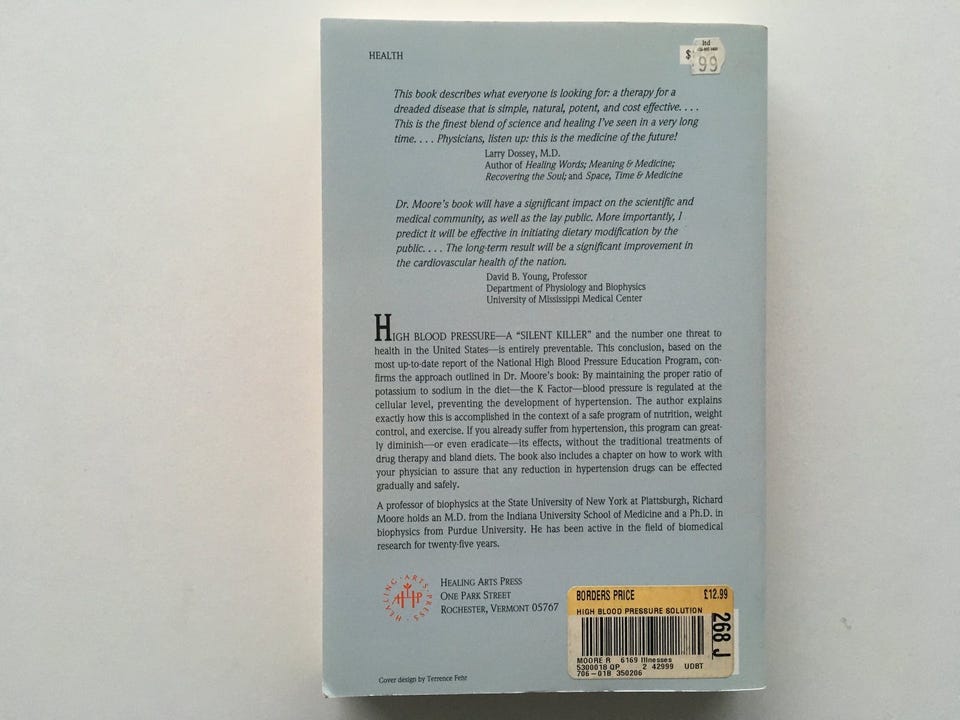 HEALTH
$
Ind
99
This book describes what everyone is looking for: a therapy for a
dreaded disease that is simple, natural, potent, and cost effective. . . .
This is the finest blend of science and healing I've seen in a very long
time. . . . Physicians, listen up: this is the medicine of the future!
Larry Dossey, M.D.
Author of Healing Words; Meaning & Medicine;
Recovering the Soul; and Space, Time & Medicine
Dr. Moore's book will have a significant impact on the scientific and
medical community, as well as the lay public. More importantly, I
predict it will be effective in initiating dietary modification by the
public. . . . The long-term result will be a significant improvement in
the cardiovascular health of the nation.
David B. Young, Professor
Department of Physiology and Biophysics
University of Mississippi Medical Center
HIGH BLOOD PRESSURE—A "SILENT KILLER" and the number one threat to
health in the United States—is entirely preventable. This conclusion, based on the
most up-to-date report of the National High Blood Pressure Education Program, con-
firms the approach outlined in Dr. Moore's book: By maintaining the proper ratio of
potassium to sodium in the diet—the K Factor—blood pressure is regulated at the
cellular level, preventing the development of hypertension. The author explains
exactly how this is accomplished in the context of a safe program of nutrition, weight
control, and exercise. If you already suffer from hypertension, this program can great-
ly diminish—or even eradicate—its effects, without the traditional treatments of
drug therapy and bland diets. The book also includes a chapter on how to work with
your physician to assure that any reduction in hypertension drugs can be effected
gradually and safely.
A professor of biophysics at the State University of New York at Plattsburgh, Richard
Moore holds an M.D. from the Indiana University School of Medicine and a Ph.D. in
biophysics from Purdue University. He has been active in the field of biomedical
research for twenty-five years.
HEALING·ARTS·PRESS·
HEALING ARTS PRESS
ONE PARK STREET
ROCHESTER, VERMONT 05767
BORDERS PRICE £12.99
HIGH BLOOD PRESSURE SOLUTION
268 J
MOORE R 6169 Illnesses
5300018 QP 2 42999 UDBT
706-01B 350206
Cover design by Terrence Fehr